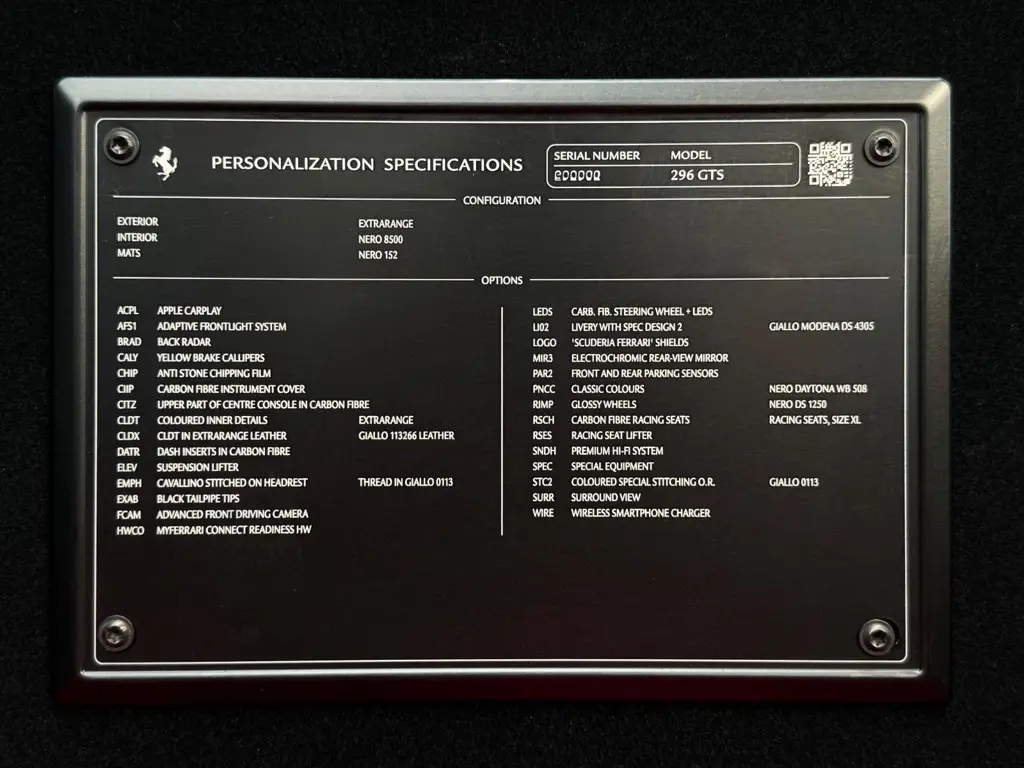 PERSONALIZATION SPECIFICATIONS
SERIAL NUMBER MODEL
296 GTS
CONFIGURATION
EXTERIOR EXTRARANGE
INTERIOR NERO 8500
MATS NERO 152
OPTIONS
ACPL APPLE CARPLAY
AFS1 ADAPTIVE FRONTLIGHT SYSTEM
BRAD BACK RADAR
CALY YELLOW BRAKE CALLIPERS
CHIP ANTI STONE CHIPPING FILM
CIIP CARBON FIBRE INSTRUMENT COVER
CITZ UPPER PART OF CENTRE CONSOLE IN CARBON FIBRE
CLDT COLOURED INNER DETAILS EXTRARANGE
CLDX CLDT IN EXTRARANGE LEATHER GIALLO 113266 LEATHER
DATR DASH INSERTS IN CARBON FIBRE
ELEV SUSPENSION LIFTER
EMPH CAVALLINO STITCHED ON HEADREST THREAD IN GIALLO 0113
EXAB BLACK TAILPIPE TIPS
FCAM ADVANCED FRONT DRIVING CAMERA
HWCO MYFERRARI CONNECT READINESS HW
LEDS CARB. FIB. STEERING WHEEL + LEDS
LI02 LIVERY WITH SPEC DESIGN 2 GIALLO MODENA DS 4305
LOGO 'SCUDERIA FERRARI' SHIELDS
MIR3 ELECTROCHROMIC REAR-VIEW MIRROR
PAR2 FRONT AND REAR PARKING SENSORS
PNCC CLASSIC COLOURS NERO DAYTONA WB 508
RIMP GLOSSY WHEELS NERO DS 1250
RSCH CARBON FIBRE RACING SEATS RACING SEATS, SIZE XL
RSES RACING SEAT LIFTER
SNDH PREMIUM HI-FI SYSTEM
SPEC SPECIAL EQUIPMENT
STC2 COLOURED SPECIAL STITCHING O.R. GIALLO 0113
SURR SURROUND VIEW
WIRE WIRELESS SMARTPHONE CHARGER